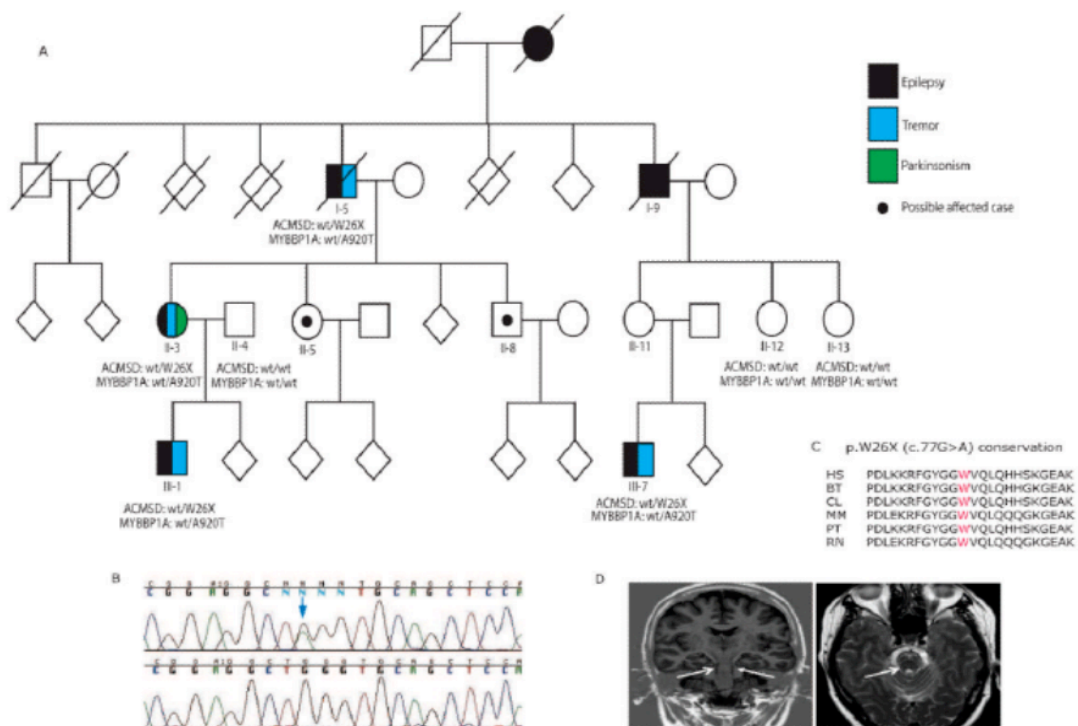 A
Epilepsy
Tremor
Parkinsonism
Possible affected case
I-5
ACMSD: wt/W26X
MYBBP1A: wt/A920T
I-9
II-3
ACMSD: wt/W26X
MYBBP1A: wt/A920T
II-4
ACMSD: wt/wt
MYBBP1A: wt/wt
II-5
II-8
II-11
II-12
ACMSD: wt/wt
MYBBP1A: wt/wt
II-13
ACMSD: wt/wt
MYBBP1A: wt/wt
III-1
ACMSD: wt/W26X
MYBBP1A: wt/A920T
III-7
ACMSD: wt/W26X
MYBBP1A: wt/A920T
C p.W26X (c.77G>A) conservation
HS PDLKKRFGYGGWVQLQHHSKGEAK
BT PDLKKRFGYGGWVQLQHHGKGEAK
CL PDLKKRFGYGGWVQLQHHSKGEAK
MM PDLEKRFGYGGWVQLQQQGKGEAK
PT PDLKKRFGYGGWVQLQHHSKGEAK
RN PDLEKRFGYGGWVQLQQQGKGEAK
B
C G G A G G C N N N N T G C A G C T C C A
C G G A G G C T G G G T G C A G C T C C A
D